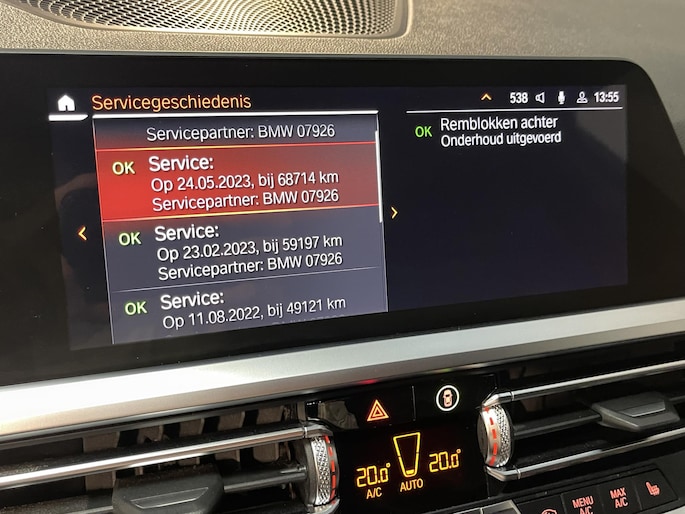 Servicegeschiedenis
538
13:55
Servicepartner: BMW 07926
OK Service:
Op 24.05.2023, bij 68714 km
Servicepartner: BMW 07926
OK Service:
Op 23.02.2023, bij 59197 km
Servicepartner: BMW 07926
OK Service:
Op 11.08.2022, bij 49121 km
OK Remblokken achter
Onderhoud uitgevoerd
20.0°
A/C
AUTO
20.0°
MENU
A/C
MAX
A/C